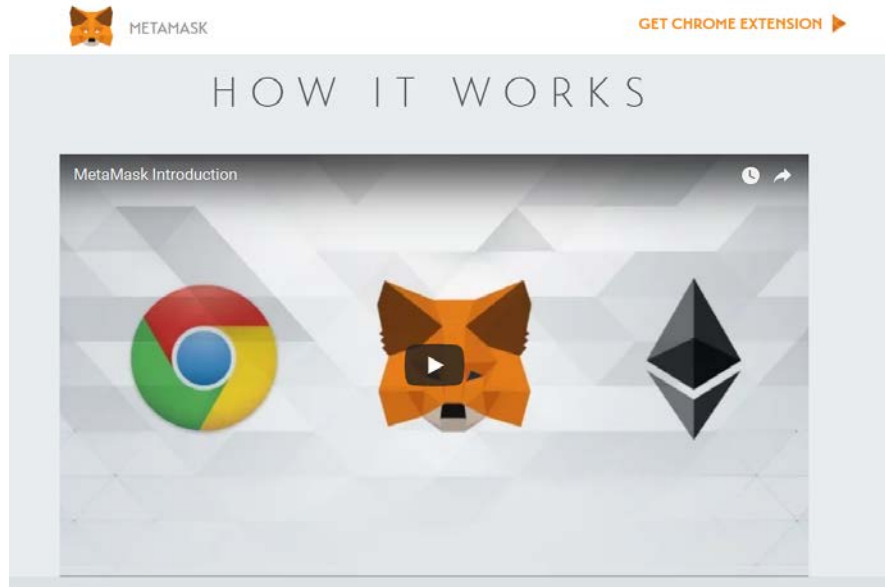 METAMASK
GET CHROME EXTENSION
HOW IT WORKS
MetaMask Introduction